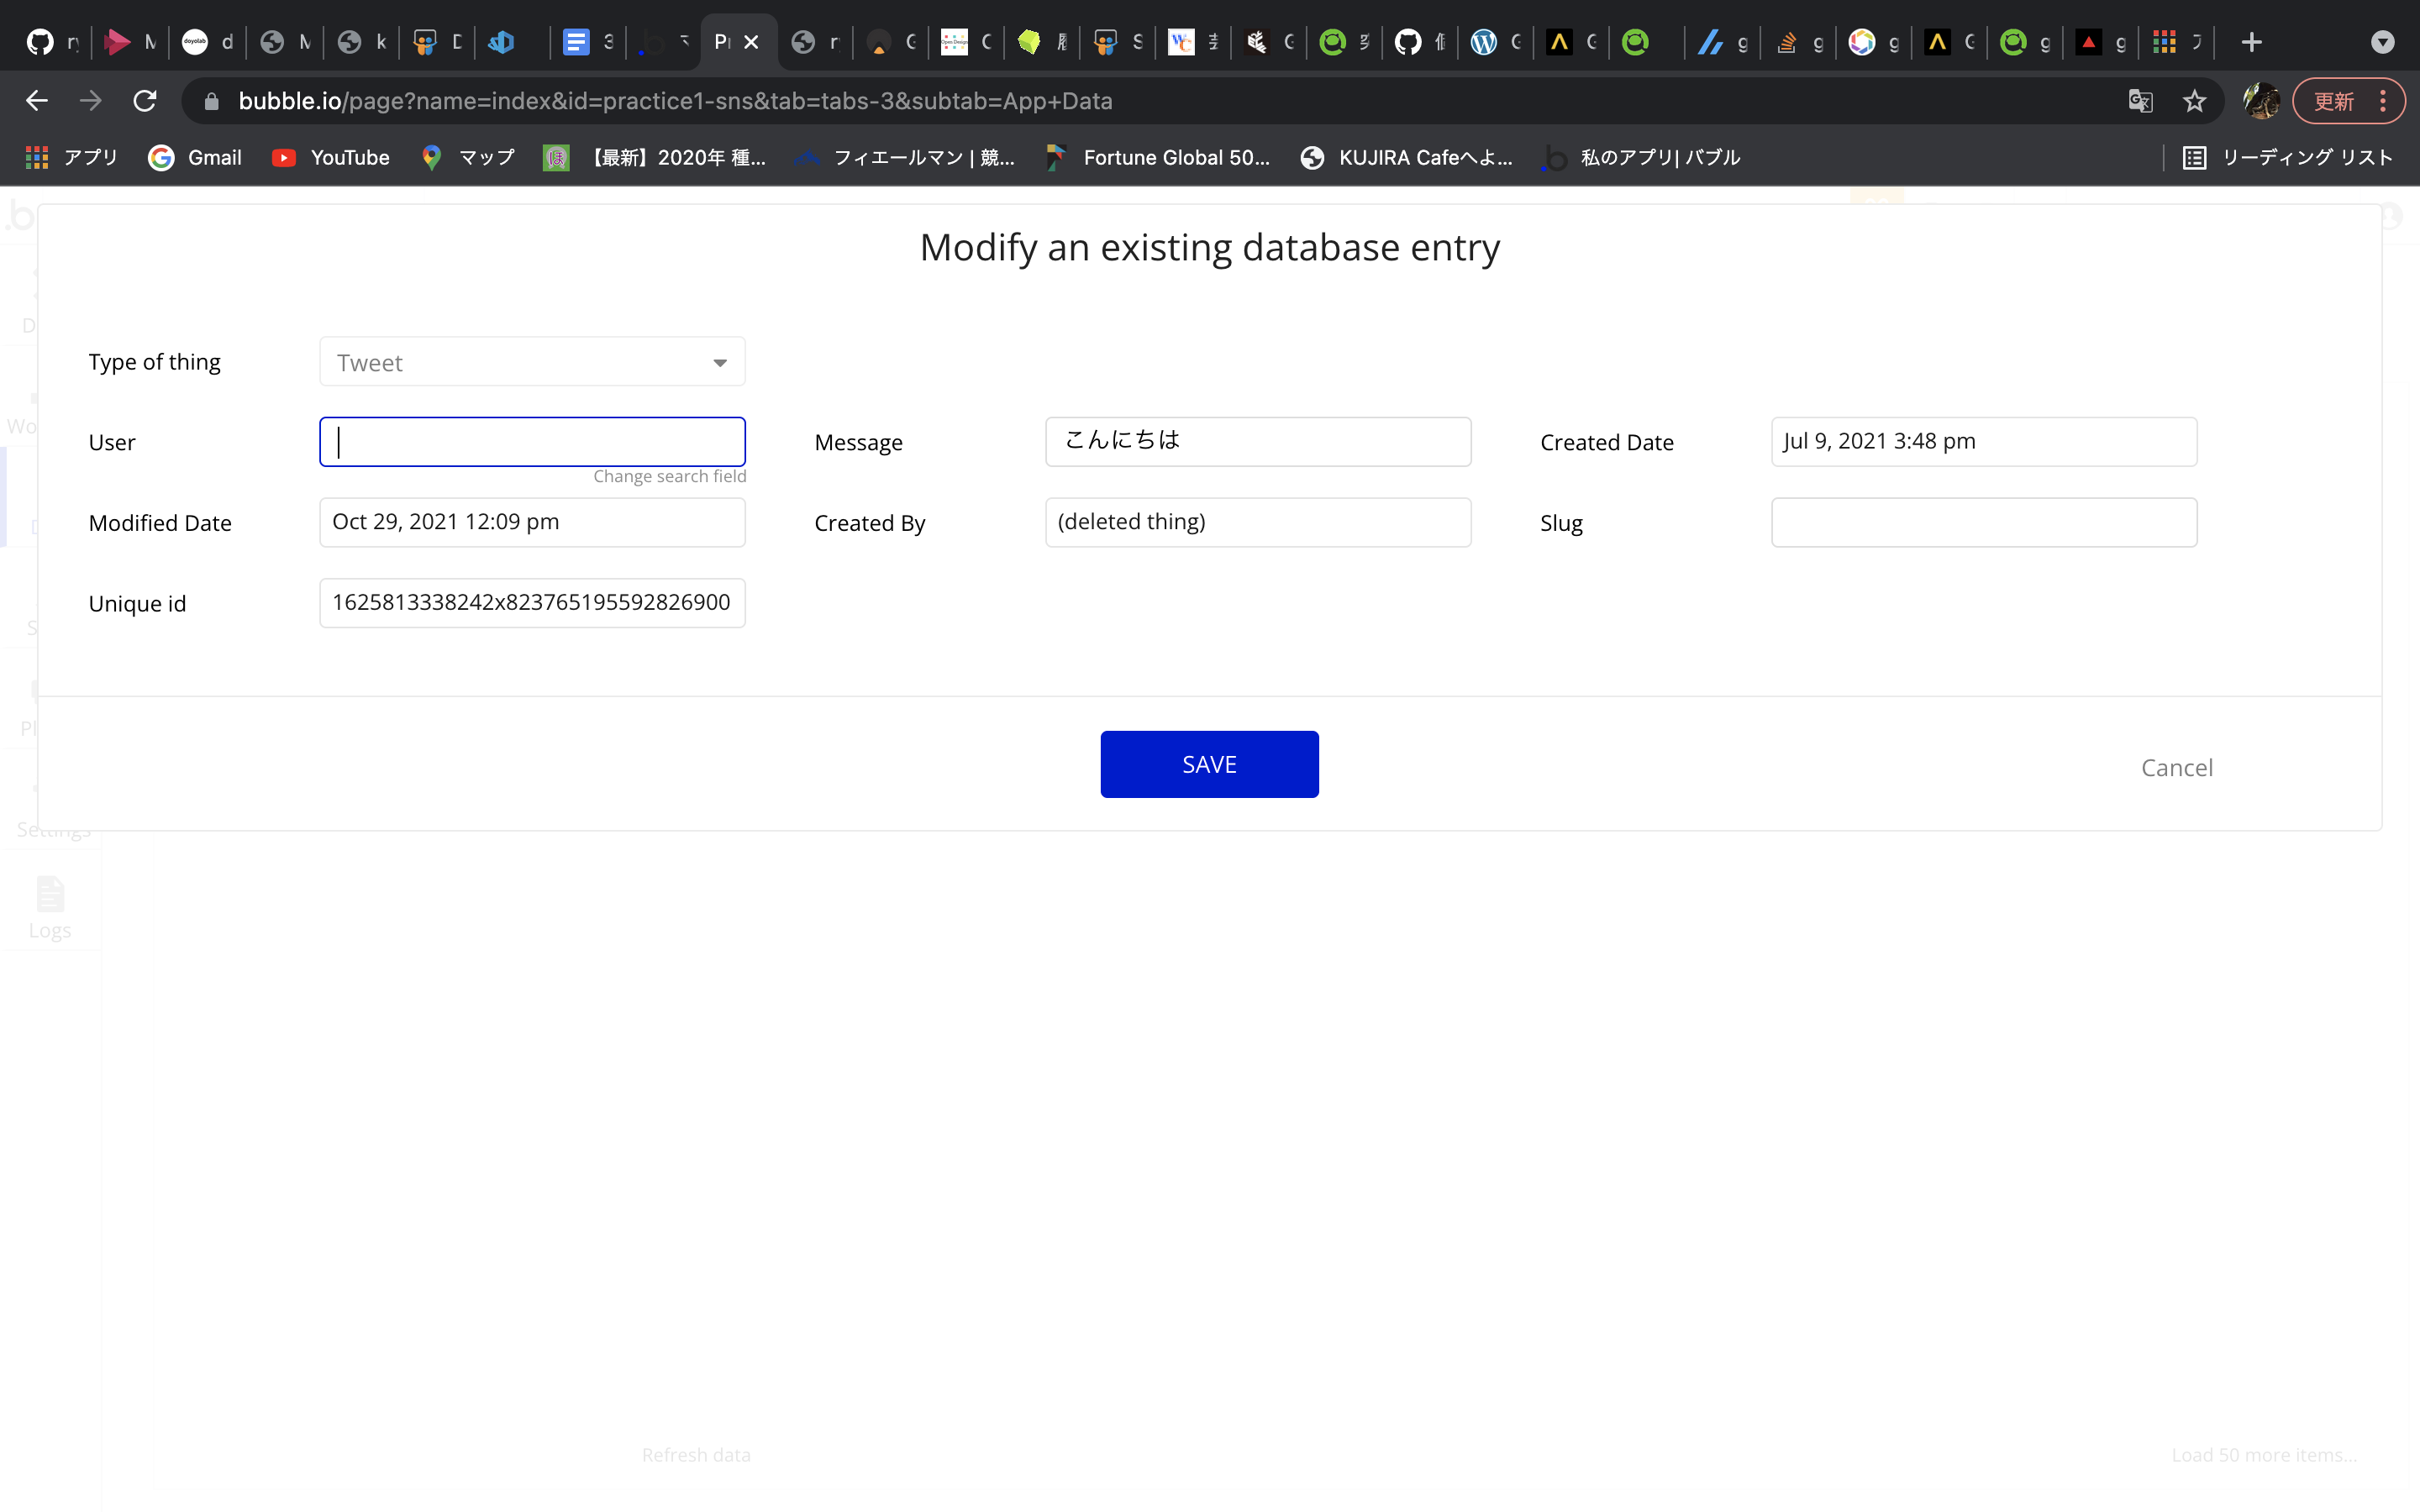 bubble.io/page?name=index&id=practice1-sns&tab=tabs-3&subtab=App+Data
更新
アプリ Gmail YouTube マップ 【最新】2020年 種... フィエールマン | 競... Fortune Global 50... KUJIRA Cafeへよ... 私のアプリ| バブル リーディング リスト
Modify an existing database entry
Type of thing Tweet
User Message こんにちは Created Date Jul 9, 2021 3:48 pm
Change search field
Modified Date Oct 29, 2021 12:09 pm Created By (deleted thing) Slug
Unique id 1625813338242x823765195592826900
SAVE Cancel
Settings
Logs
Refresh data Load 50 more items...